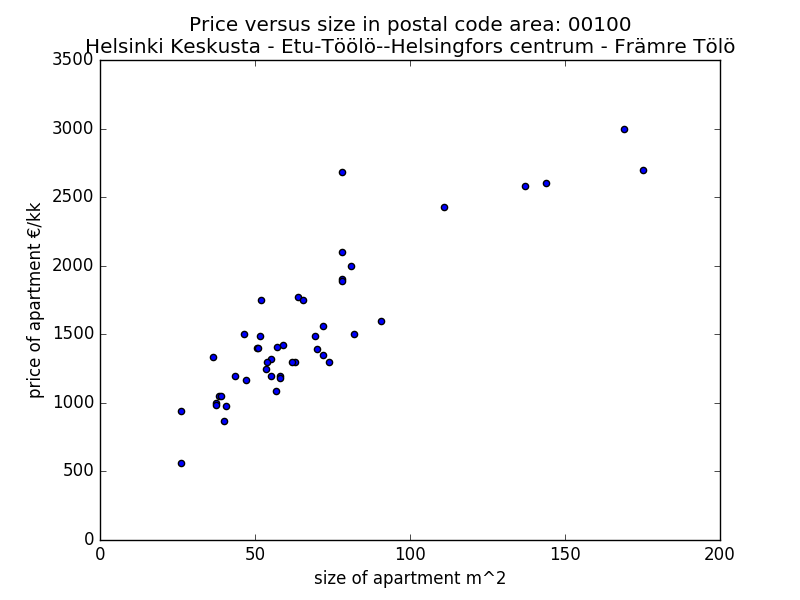 Price versus size in postal code area: 00100
Helsinki Keskusta - Etu-Töölö--Helsingfors centrum - Främre Tölö
3500
3000
2500
2000
1500
1000
500
0
price of apartment €/kk
0 50 100 150 200
size of apartment m^2